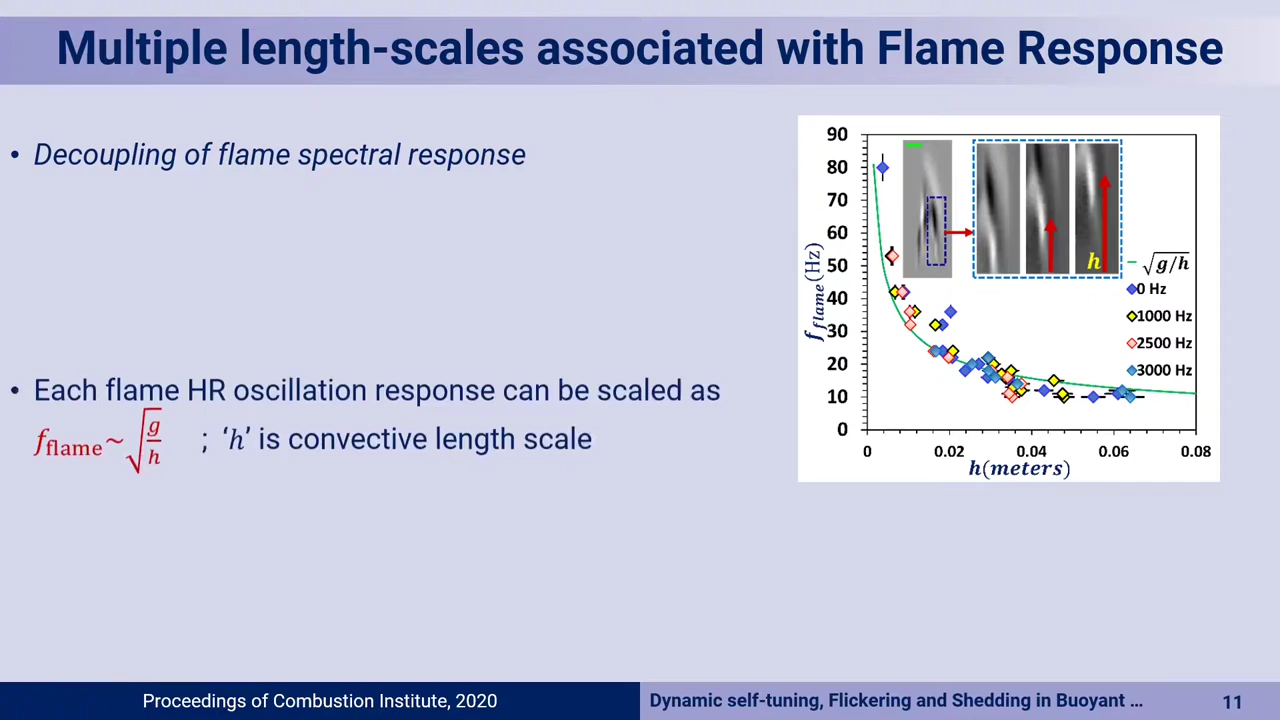 Multiple length-scales associated with Flame Response
• Decoupling of flame spectral response
• Each flame HR oscillation response can be scaled as
f_flame ~ √(g/h) ; ‘h’ is convective length scale
90
80
70
60
50
40
30
20
10
0
f_flame (Hz)
h
√g/h
0 Hz
1000 Hz
2500 Hz
3000 Hz
0 0.02 0.04 0.06 0.08
h(meters)
Proceedings of Combustion Institute, 2020
Dynamic self-tuning, Flickering and Shedding in Buoyant ...
11